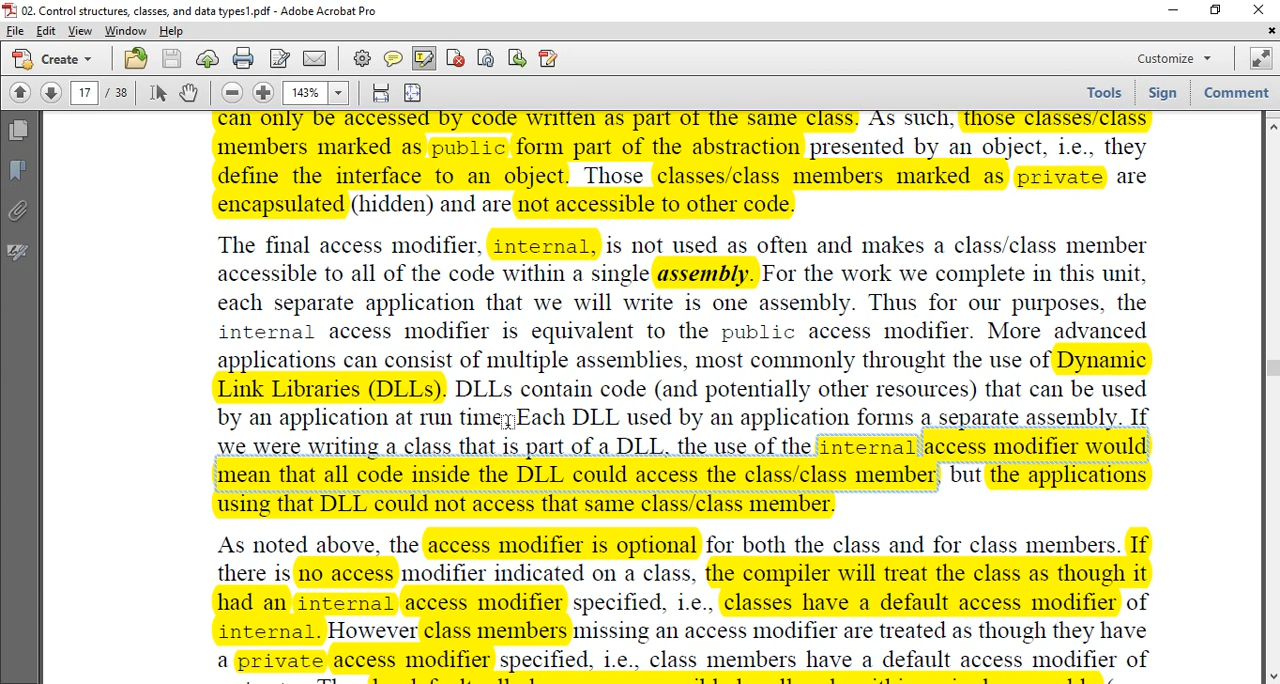 02. Control structures, classes, and data types1.pdf - Adobe Acrobat Pro
File Edit View Window Help
Create Customize
17 / 38 143% Tools Sign Comment
can only be accessed by code written as part of the same class. As such, those classes/class
members marked as public form part of the abstraction presented by an object, i.e., they
define the interface to an object. Those classes/class members marked as private are
encapsulated (hidden) and are not accessible to other code.
The final access modifier, internal, is not used as often and makes a class/class member
accessible to all of the code within a single assembly. For the work we complete in this unit,
each separate application that we will write is one assembly. Thus for our purposes, the
internal access modifier is equivalent to the public access modifier. More advanced
applications can consist of multiple assemblies, most commonly throught the use of Dynamic
Link Libraries (DLLs). DLLs contain code (and potentially other resources) that can be used
by an application at run time. Each DLL used by an application forms a separate assembly. If
we were writing a class that is part of a DLL, the use of the internal access modifier would
mean that all code inside the DLL could access the class/class member, but the applications
using that DLL could not access that same class/class member.
As noted above, the access modifier is optional for both the class and for class members. If
there is no access modifier indicated on a class, the compiler will treat the class as though it
had an internal access modifier specified, i.e., classes have a default access modifier of
internal. However class members missing an access modifier are treated as though they have
a private access modifier specified, i.e., class members have a default access modifier of